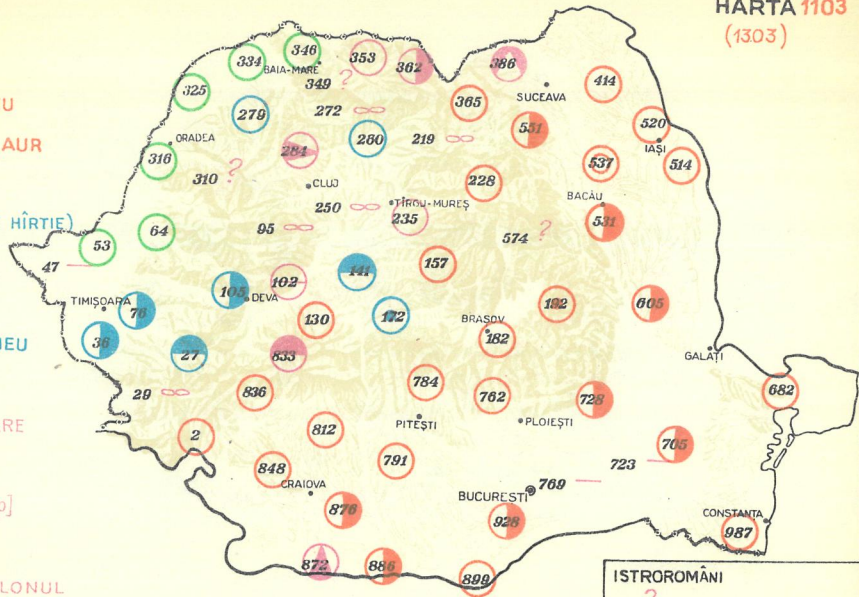 HARTA 1103
(1303)
U
AUR
HÎRTIE)
EU
RE
LONUL
346
334
BAIA-MARE
353
362
386
349 ?
325
SUCEAVA
414
279
272 ∞
365
520
280
219 ∞
551
IAȘI
ORADEA
316
284
537
514
310 ?
CLUJ
228
TÎRGU-MUREȘ
BACĂU
250 ∞
235
531
64
95 ∞
574 ?
53
47 —
157
141
102
105
DEVA
TIMIȘOARA
76
172
192
605
130
BRAȘOV
182
36
27
833
GALAȚI
29 ∞
836
784
762
728
682
PITEȘTI
PLOIEȘTI
2
812
705
791
723 —
848
CRAIOVA
769 —
BUCUREȘTI
876
928
CONSTANȚA
987
872
886
899
ISTROROMÂNI
?